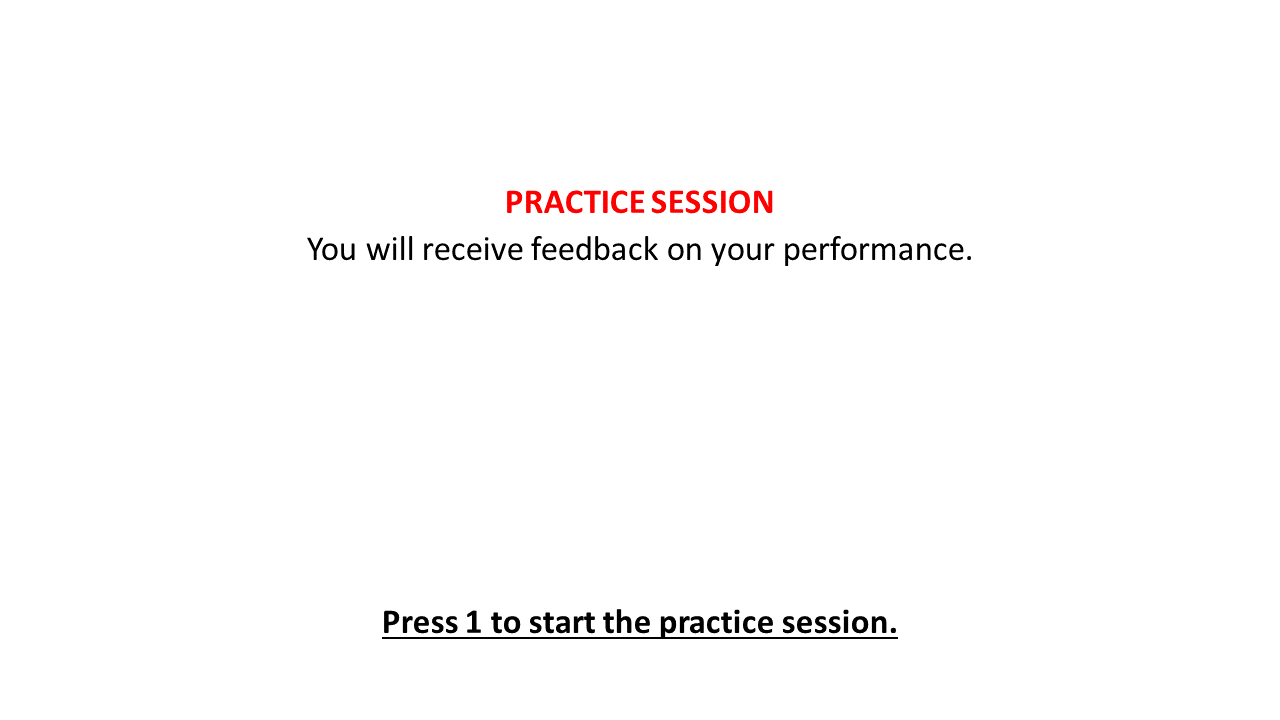 PRACTICE SESSION
You will receive feedback on your performance.
Press 1 to start the practice session.